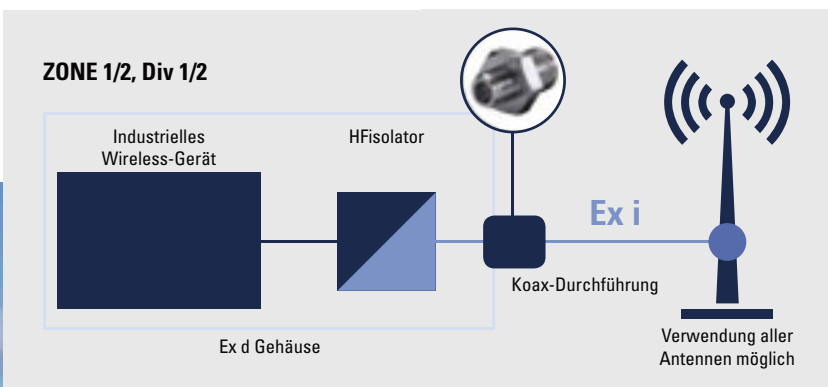 ZONE 1/2, Div 1/2
Industrielles
Wireless-Gerät
HFisolator
Ex i
Koax-Durchführung
Ex d Gehäuse
Verwendung aller
Antennen möglich